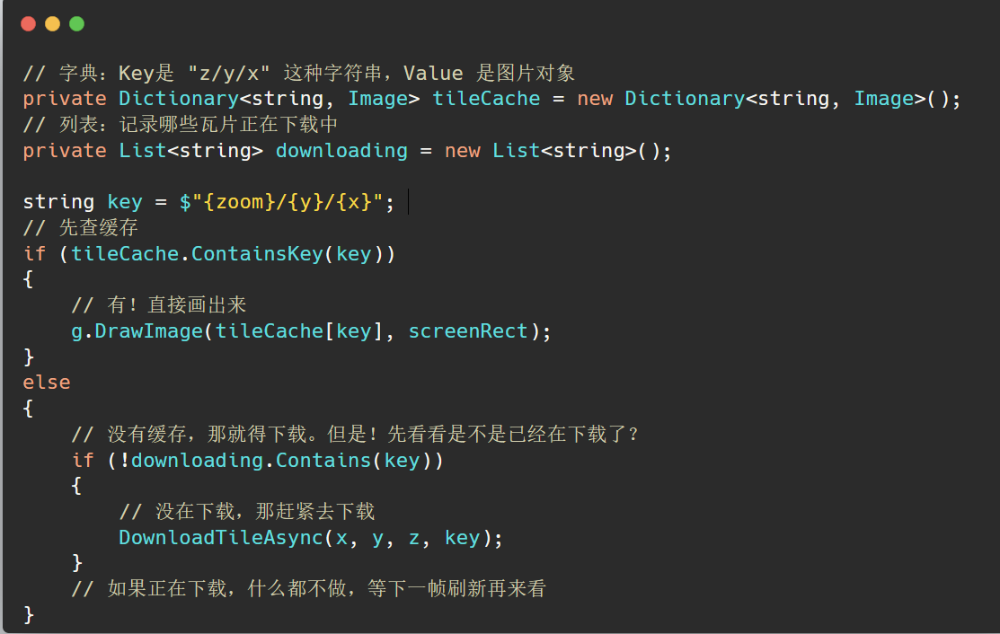 // 字典：Key是 "z/y/x" 这种字符串，Value 是图片对象
private Dictionary<string, Image> tileCache = new Dictionary<string, Image>();
// 列表：记录哪些瓦片正在下载中
private List<string> downloading = new List<string>();

string key = $"{zoom}/{y}/{x}";
// 先查缓存
if (tileCache.ContainsKey(key))
{
    // 有！直接画出来
    g.DrawImage(tileCache[key], screenRect);
}
else
{
    // 没有缓存，那就得下载。但是！先看看是不是已经在下载了？
    if (!downloading.Contains(key))
    {
        // 没在下载，那赶紧去下载
        DownloadTileAsync(x, y, z, key);
    }
    // 如果正在下载，什么都不做，等下一帧刷新再来看
}